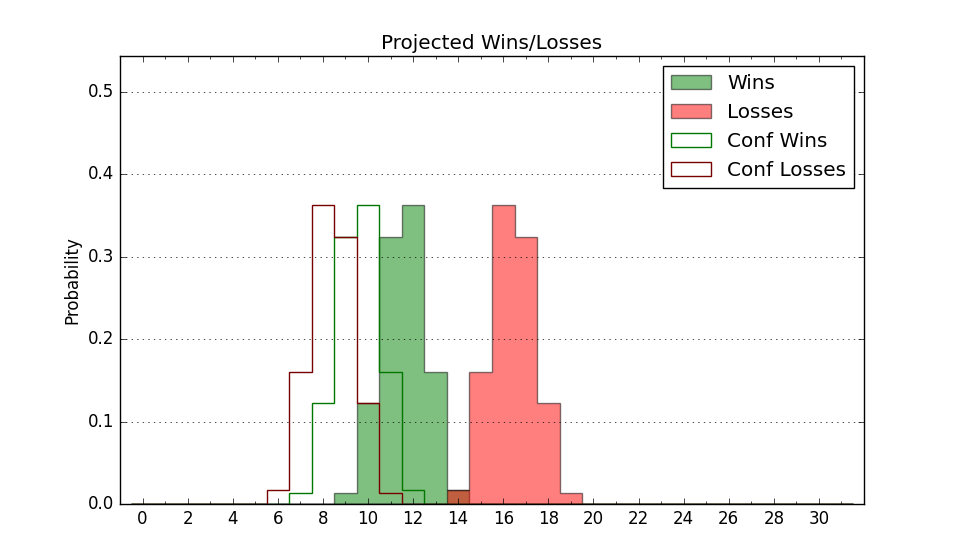 Projected Wins/Losses
Wins
Losses
Conf Wins
Conf Losses
Probability
0.5
0.4
0.3
0.2
0.1
0.0
0 2 4 6 8 10 12 14 16 18 20 22 24 26 28 30